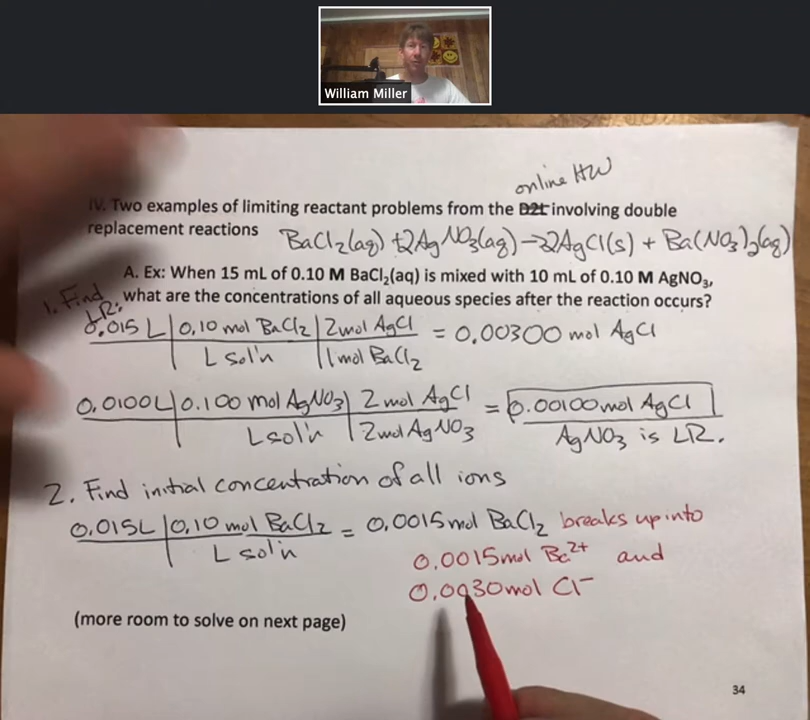 William Miller
online HW
IV. Two examples of limiting reactant problems from the D2L involving double
replacement reactions BaCl₂(aq) + 2AgNO₃(aq) → 2AgCl(s) + Ba(NO₃)₂(aq)
A. Ex: When 15 mL of 0.10 M BaCl₂(aq) is mixed with 10 mL of 0.10 M AgNO₃,
1. Find LR: what are the concentrations of all aqueous species after the reaction occurs?
0.015 L | 0.10 mol BaCl₂ | 2 mol AgCl = 0.00300 mol AgCl
L sol'n | 1 mol BaCl₂
0.0100L | 0.100 mol AgNO₃ | 2 mol AgCl = 0.00100 mol AgCl
L sol'n | 2 mol AgNO₃ AgNO₃ is LR.
2. Find initial concentration of all ions
0.015L | 0.10 mol BaCl₂ = 0.0015 mol BaCl₂ breaks up into
L sol'n
0.0015 mol Ba²⁺ and
0.0030 mol Cl⁻
(more room to solve on next page)
34